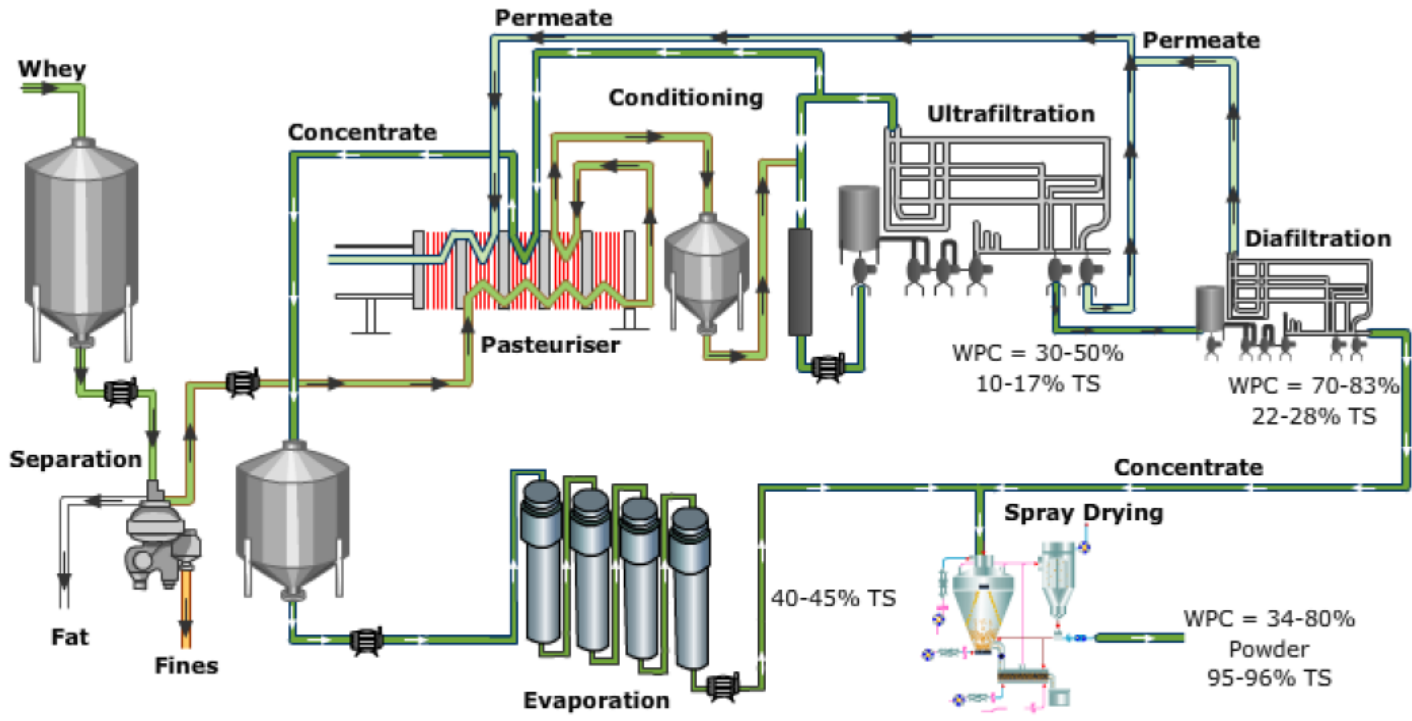 Permeate
Permeate
Whey
Conditioning
Concentrate
Ultrafiltration
Diafiltration
Pasteuriser
WPC = 30-50%
10-17% TS
WPC = 70-83%
22-28% TS
Separation
Concentrate
Spray Drying
40-45% TS
WPC = 34-80%
Powder
95-96% TS
Fat
Fines
Evaporation